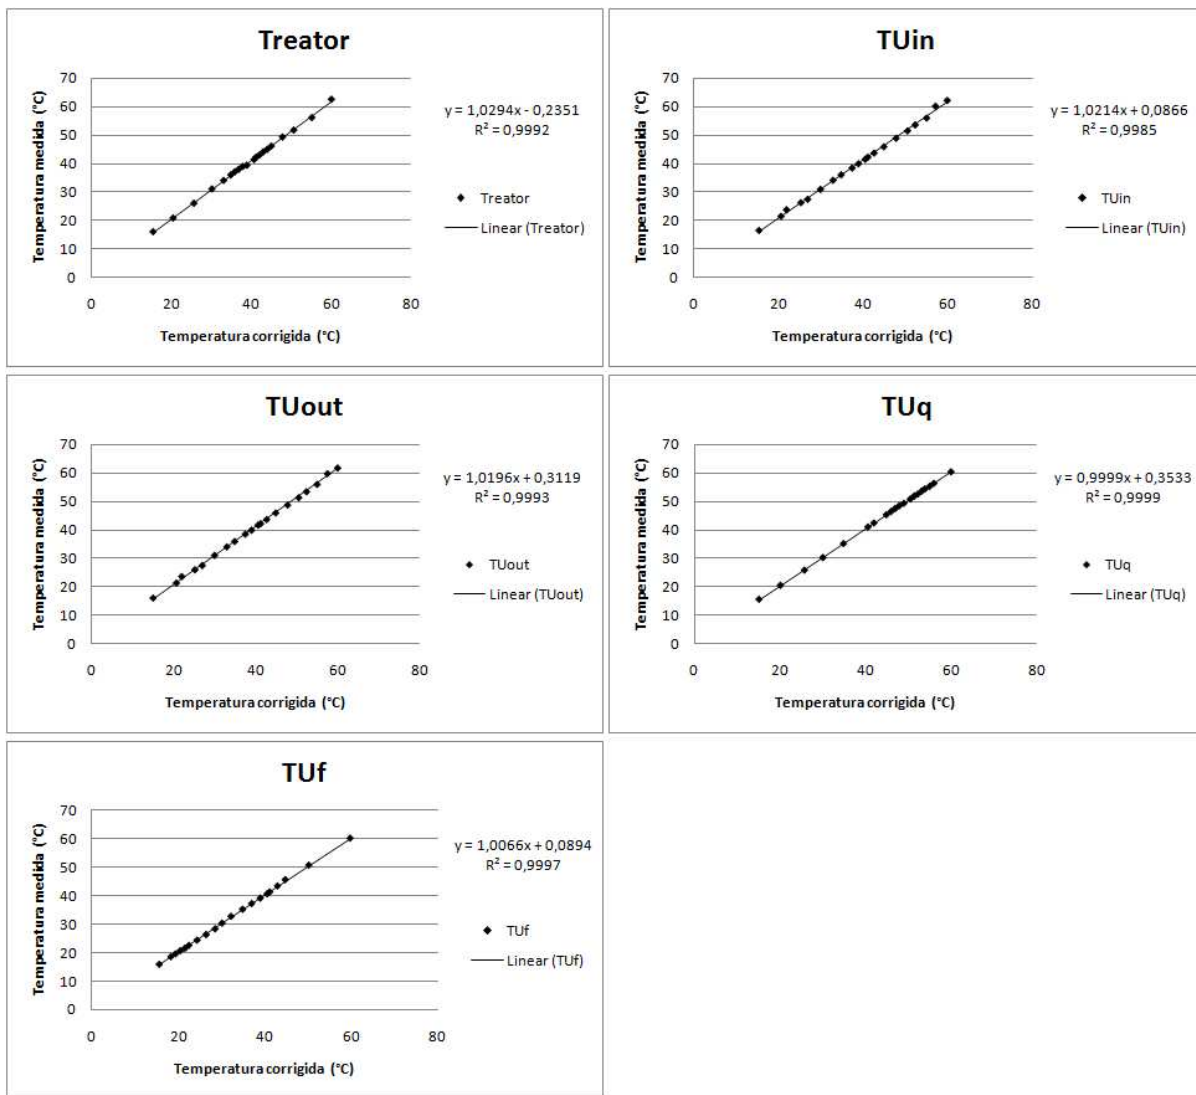 Treator
Temperatura medida (°C)
70
60
50
40
30
20
10
0
0 20 40 60 80
Temperatura corrigida (°C)
y = 1,0294x - 0,2351
R² = 0,9992
Treator
Linear (Treator)
TUin
Temperatura medida (°C)
70
60
50
40
30
20
10
0
0 20 40 60 80
Temperatura corrigida (°C)
y = 1,0214x + 0,0866
R² = 0,9985
TUin
Linear (TUin)
TUout
Temperatura medida (°C)
70
60
50
40
30
20
10
0
0 20 40 60 80
Temperatura corrigida (°C)
y = 1,0196x + 0,3119
R² = 0,9993
TUout
Linear (TUout)
TUq
Temperatura medida (°C)
70
60
50
40
30
20
10
0
0 20 40 60 80
Temperatura corrigida (°C)
y = 0,9999x + 0,3533
R² = 0,9999
TUq
Linear (TUq)
TUf
Temperatura medida (°C)
70
60
50
40
30
20
10
0
0 20 40 60 80
Temperatura corrigida (°C)
y = 1,0066x + 0,0894
R² = 0,9997
TUf
Linear (TUf)